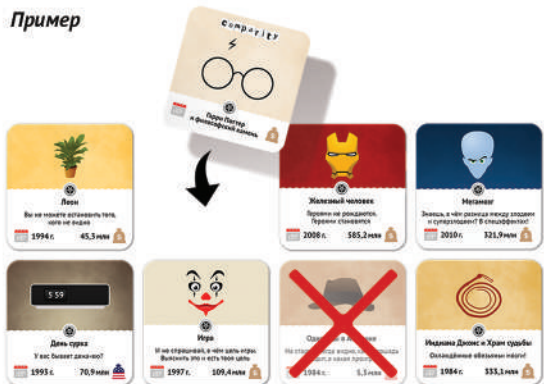 Пример
Comparity
Гарри Поттер
и философский камень
Леон
Вы не можете остановить того,
кого не видно
1994 г. 45,3 млн
Железный человек
Героями не рождаются.
Героями становятся
2008 г. 585,2 млн
Мегамозг
Знаешь, в чём разница между злодеем
и суперзлодеем? В спецэффектах!
2010 г. 321,9 млн
5 59
День сурка
У вас бывает дежавю?
1993 г. 70,9 млн
Игра
И не спрашивай, в чём цель игры.
Выяснить это и есть твоя цель
1997 г. 109,4 млн
1984 г. 5,3 млн
Индиана Джонс и Храм судьбы
Охлаждённые обезьяньи мозги!
1984 г. 333,1 млн